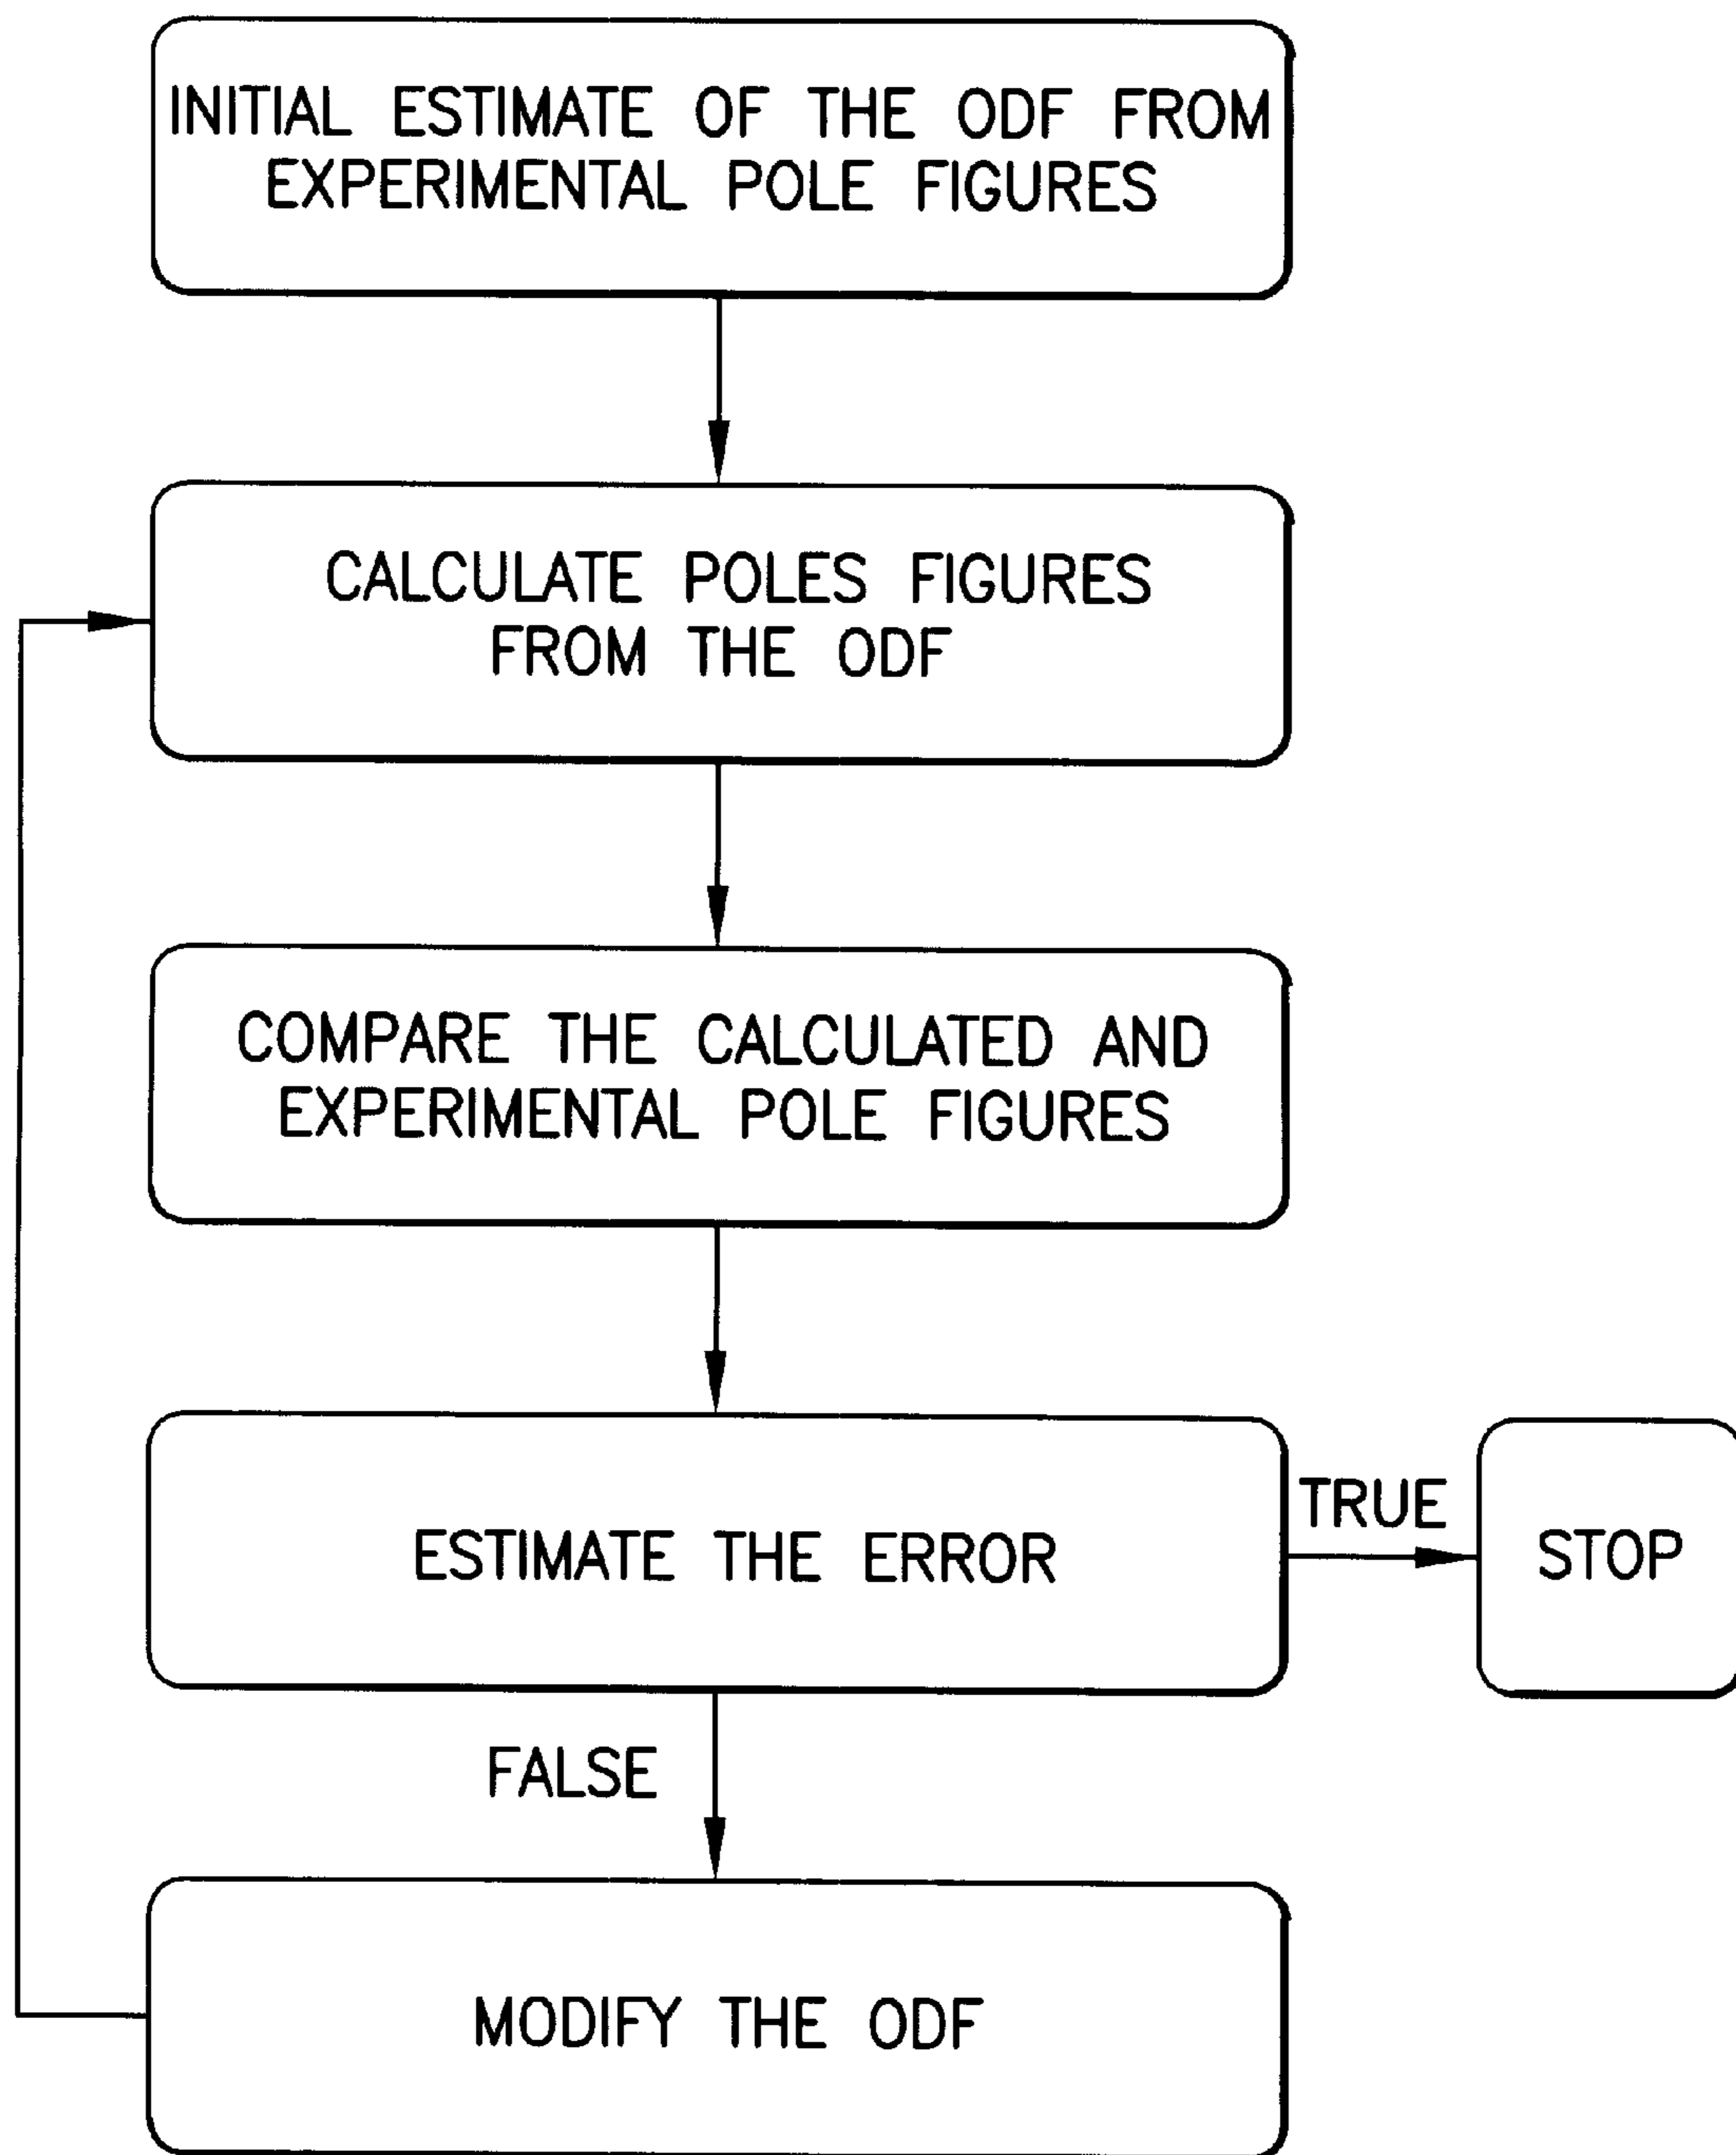 INITIAL ESTIMATE OF THE ODF FROM
EXPERIMENTAL POLE FIGURES
CALCULATE POLES FIGURES
FROM THE ODF
COMPARE THE CALCULATED AND
EXPERIMENTAL POLE FIGURES
ESTIMATE THE ERROR
TRUE
STOP
FALSE
MODIFY THE ODF